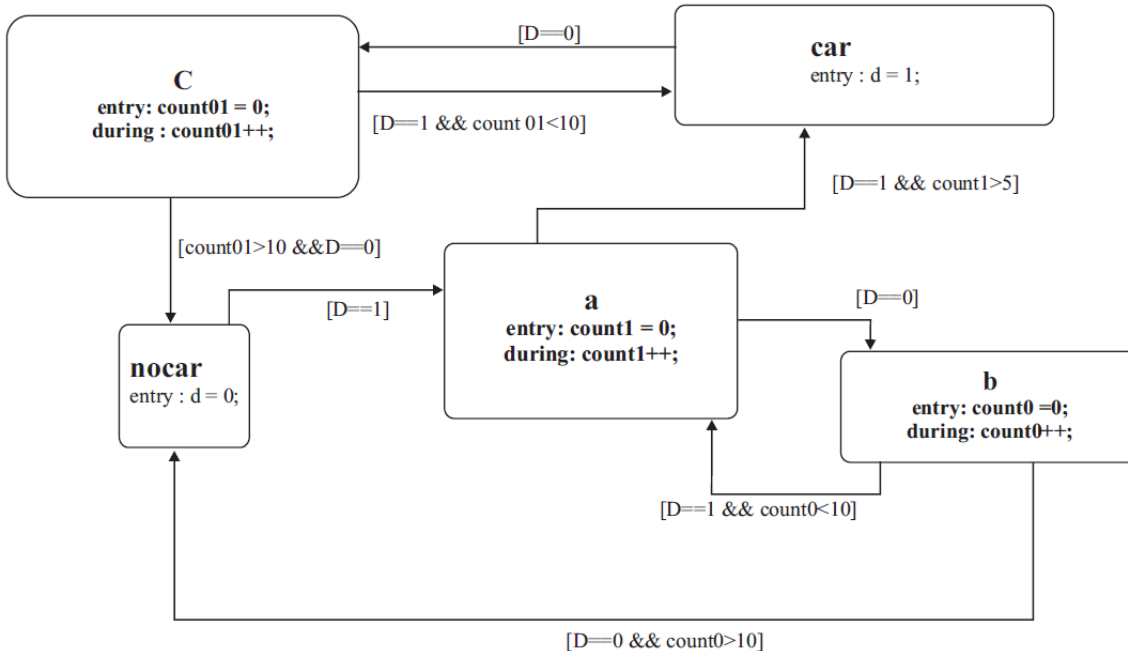 [D==0]
car
entry : d = 1;
C
entry: count01 = 0;
during : count01++;
[D==1 && count 01<10]
[D==1 && count1>5]
[count01>10 &&D==0]
[D==1]
a
entry: count1 = 0;
during: count1++;
[D==0]
nocar
entry : d = 0;
b
entry: count0 =0;
during: count0++;
[D==1 && count0<10]
[D==0 && count0>10]